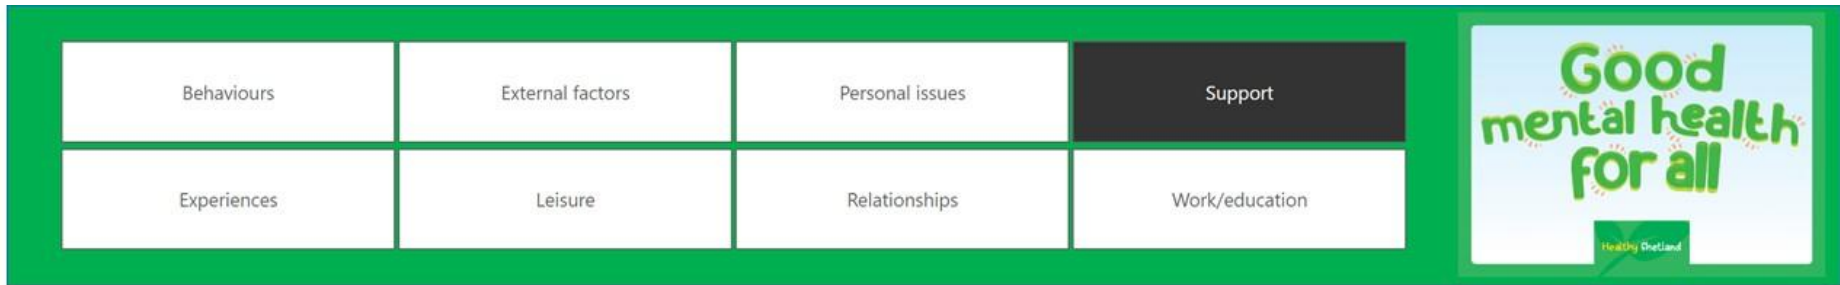 Behaviours
External factors
Personal issues
Support
Experiences
Leisure
Relationships
Work/education
Good
mental health
for all
Healthy Shetland